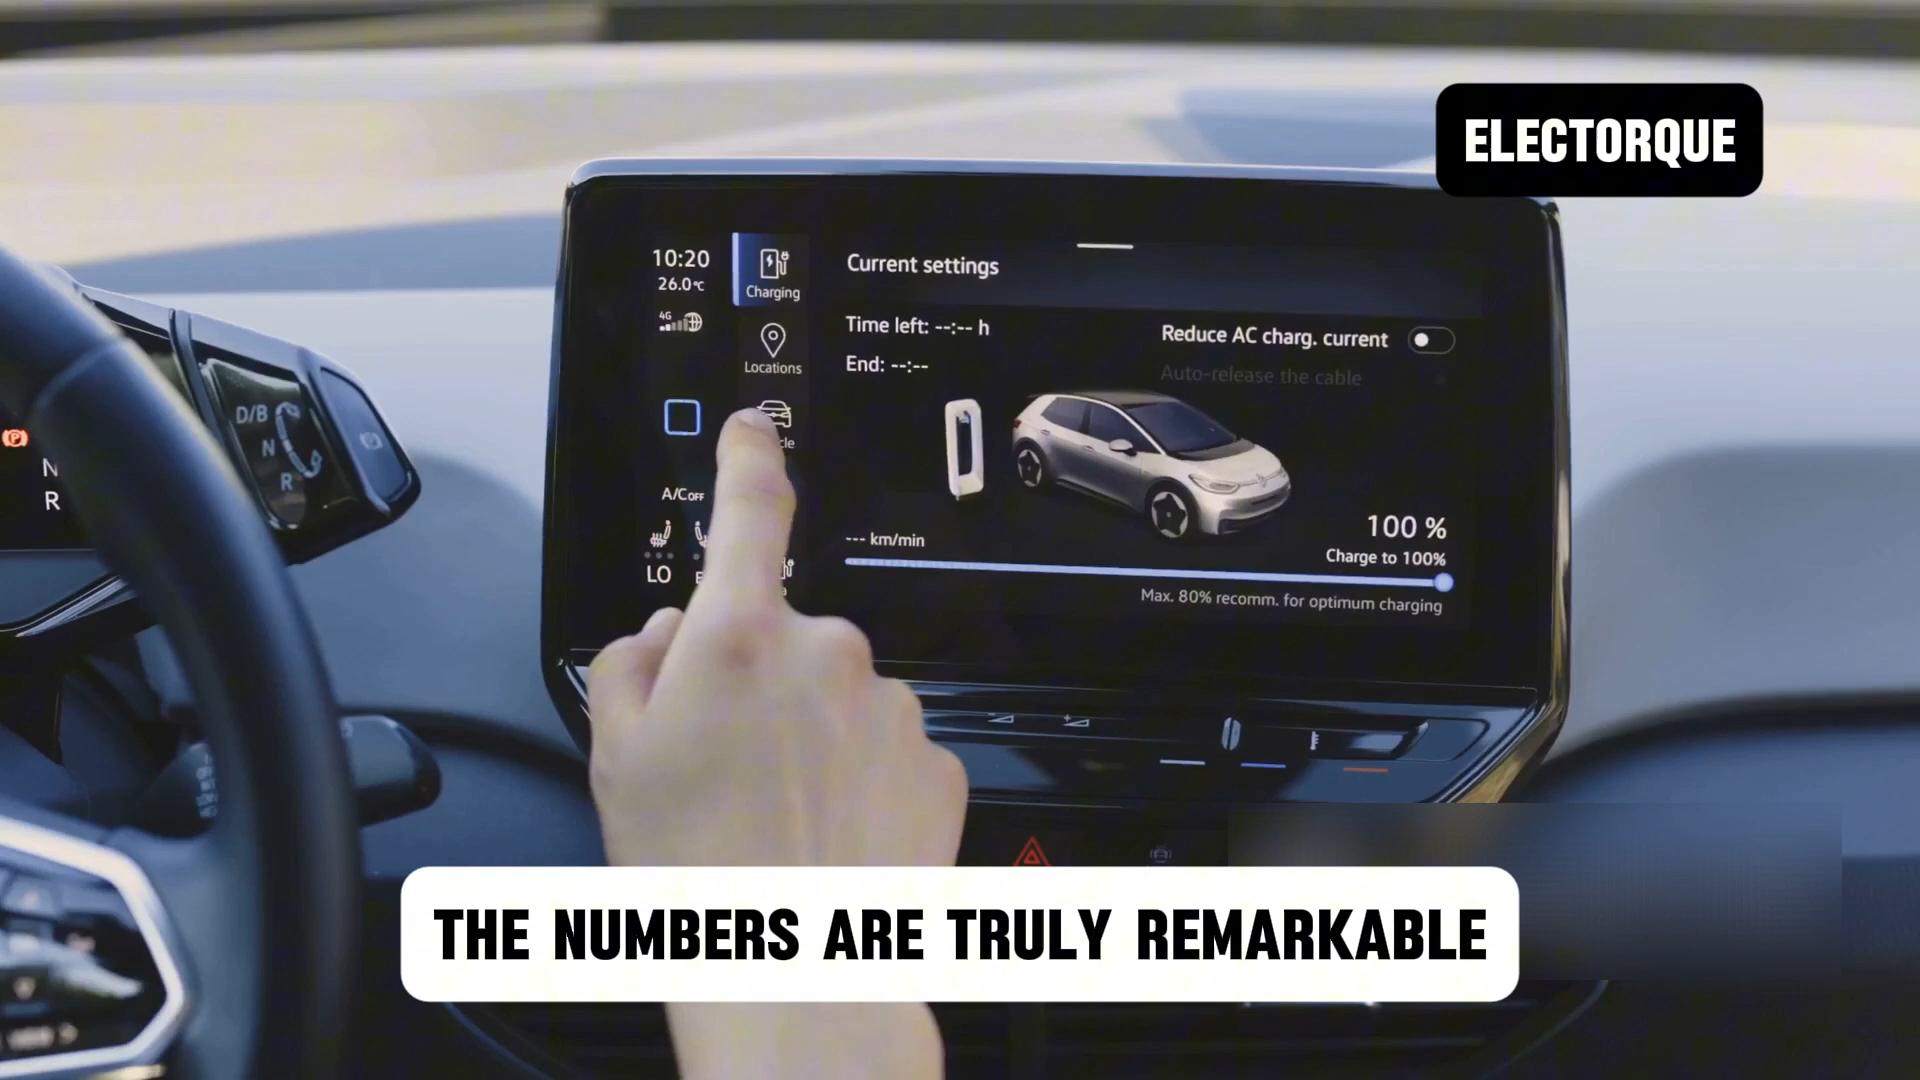 ELECTORQUE
10:20
26.0°C
4G
Charging
Locations
cle
A/C OFF
LO
Current settings
Time left: --:-- h
End: --:--
Reduce AC charg. current
Auto-release the cable
--- km/min
100 %
Charge to 100%
Max. 80% recomm. for optimum charging
D/B
N
R
P
N
R
THE NUMBERS ARE TRULY REMARKABLE